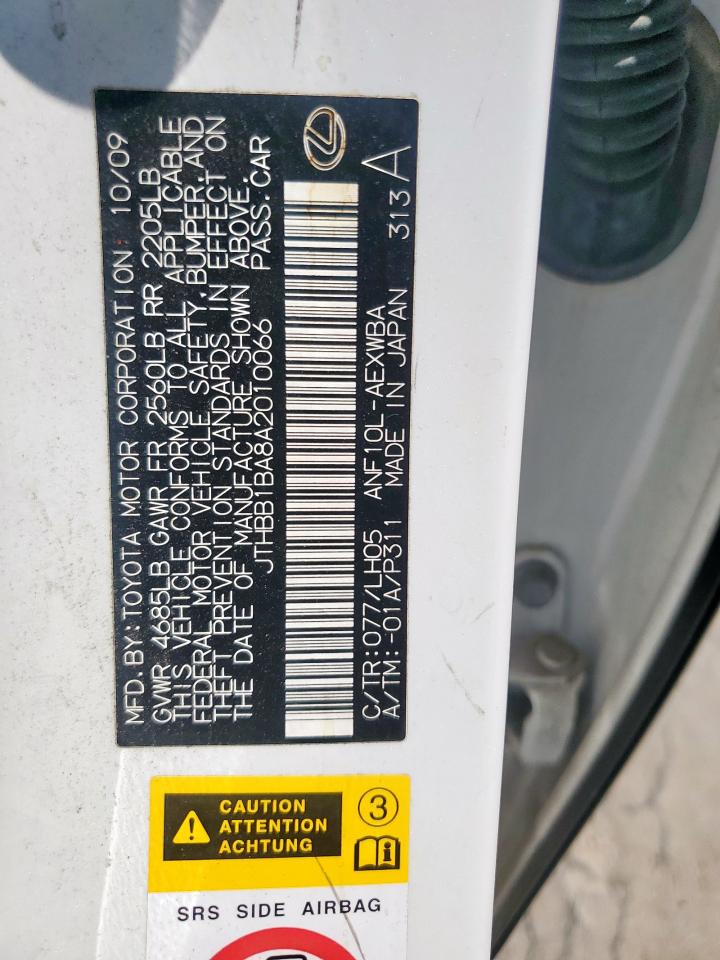 MFD. BY: TOYOTA MOTOR CORPORATION 10/09
GVWR 4685LB GAWR FR 2560LB RR 2205LB
THIS VEHICLE CONFORMS TO ALL APPLICABLE
FEDERAL MOTOR VEHICLE SAFETY, BUMPER, AND
THEFT PREVENTION STANDARDS IN EFFECT ON
THE DATE OF MANUFACTURE SHOWN ABOVE.
JTHBB1BA8A2010066 PASS. CAR
C/TR: 077/LH05 ANF10L-AEXWBA
A/TM: -01A/P311 MADE IN JAPAN 313 A
CAUTION
ATTENTION
ACHTUNG
3
i
SRS SIDE AIRBAG